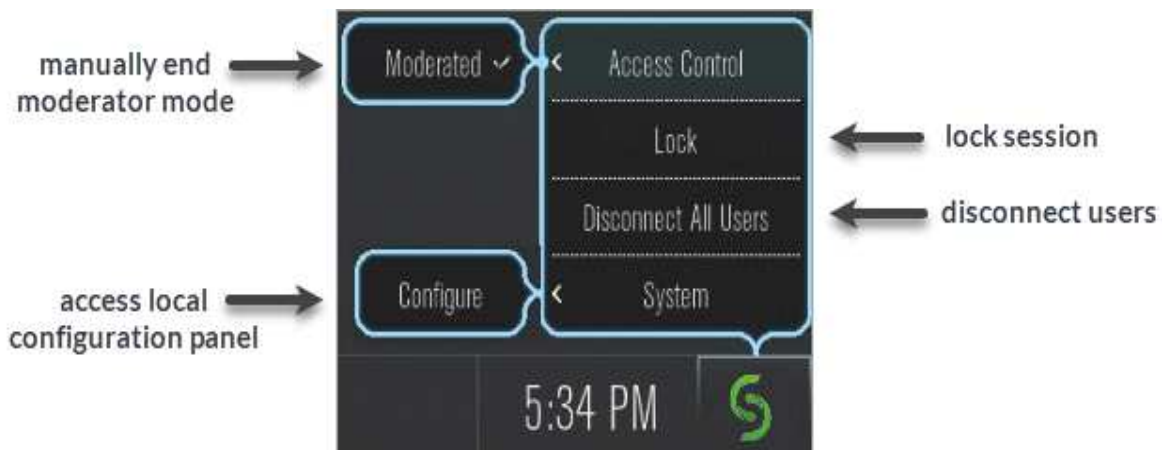 manually end
moderator mode
Moderated
Access Control
Lock
lock session
Disconnect All Users
disconnect users
access local
configuration panel
Configure
System
5:34 PM